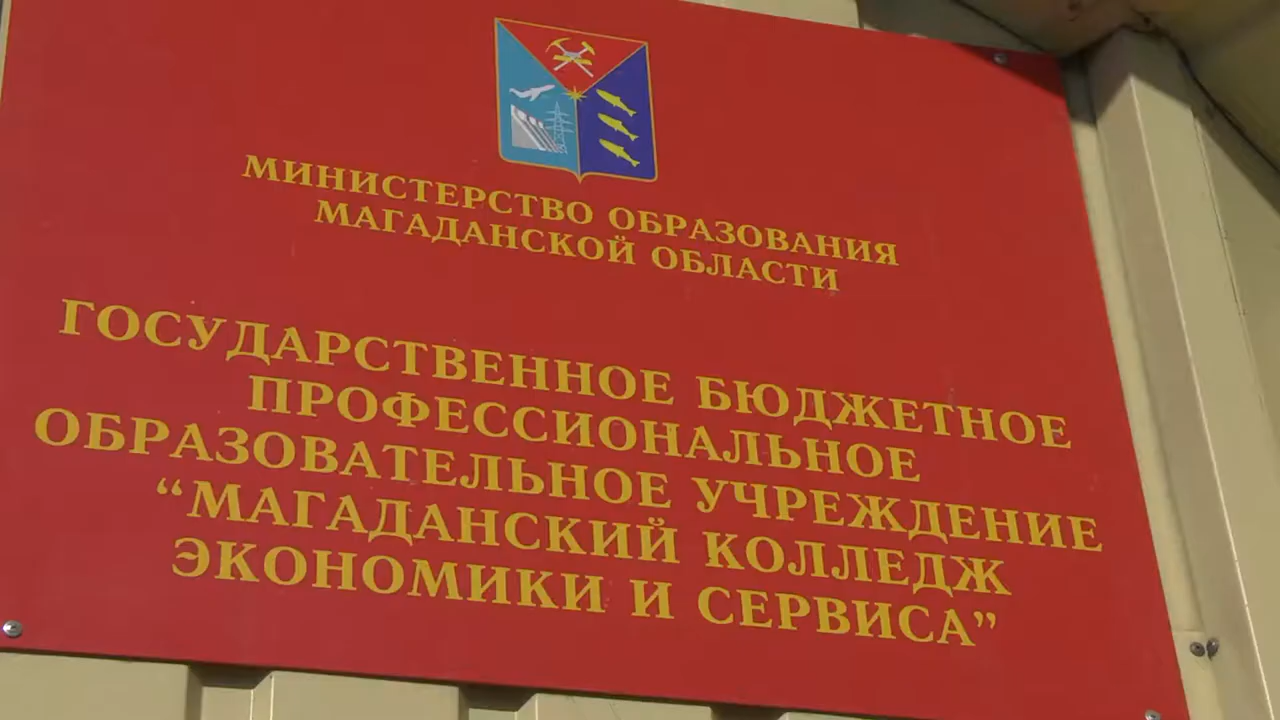 МИНИСТЕРСТВО ОБРАЗОВАНИЯ
МАГАДАНСКОЙ ОБЛАСТИ
ГОСУДАРСТВЕННОЕ БЮДЖЕТНОЕ
ПРОФЕССИОНАЛЬНОЕ
ОБРАЗОВАТЕЛЬНОЕ УЧРЕЖДЕНИЕ
“МАГАДАНСКИЙ КОЛЛЕДЖ
ЭКОНОМИКИ И СЕРВИСА”